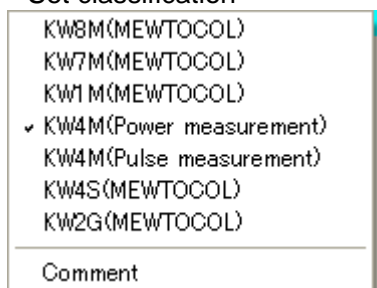 Set classification
KW8M(MEWTOCOL)
KW7M(MEWTOCOL)
KW1M(MEWTOCOL)
KW4M(Power measurement)
KW4M(Pulse measurement)
KW4S(MEWTOCOL)
KW2G(MEWTOCOL)
Comment